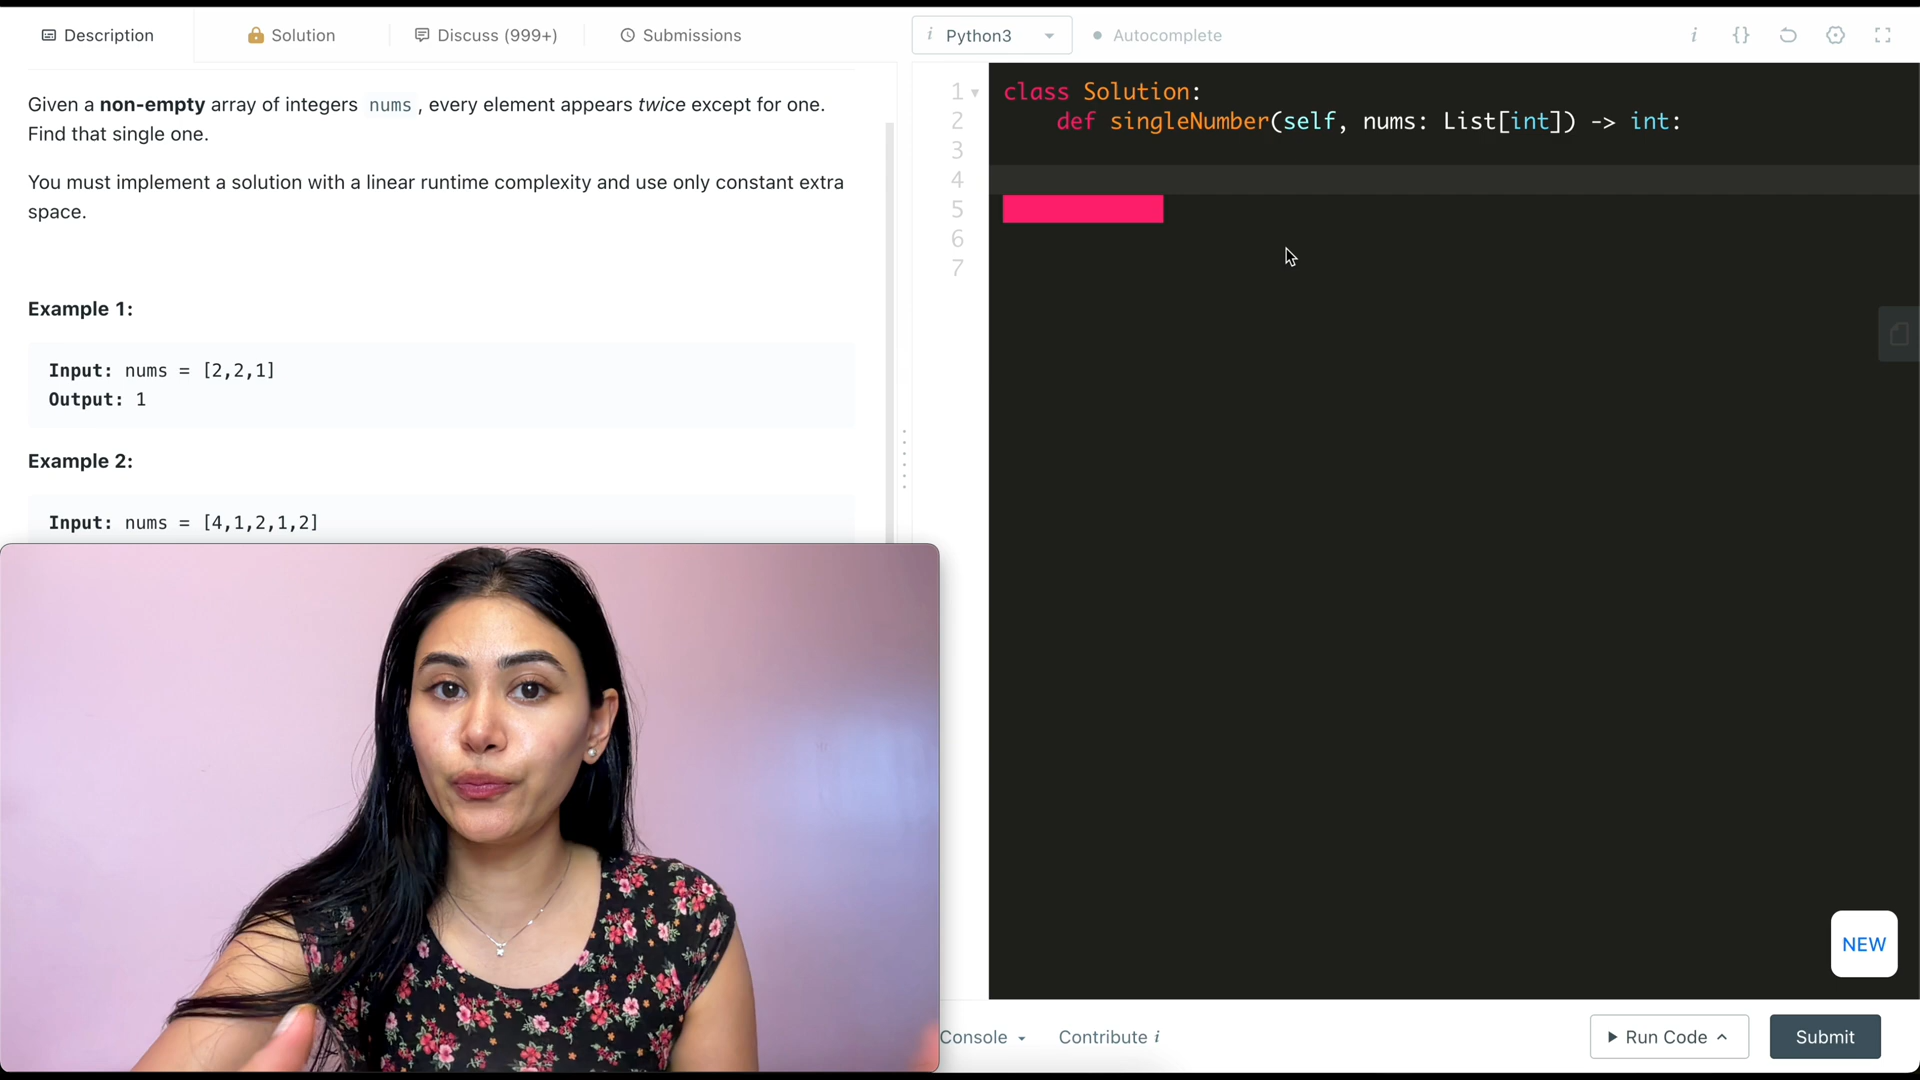 Description
Solution
Discuss (999+)
Submissions
Given a non-empty array of integers nums, every element appears twice except for one.
Find that single one.
You must implement a solution with a linear runtime complexity and use only constant extra
space.
Example 1:
Input: nums = [2,2,1]
Output: 1
Example 2:
Input: nums = [4,1,2,1,2]
i Python3
Autocomplete
i {}
1 class Solution:
2 def singleNumber(self, nums: List[int]) -> int:
3
4
5
6
7
NEW
Console
Contribute i
Run Code
Submit